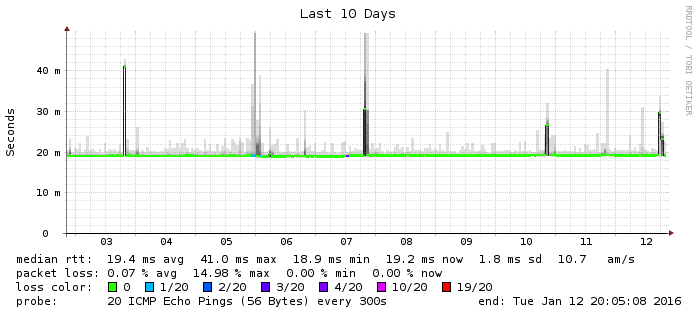 Last 10 Days
RRDTOOL / TOBI OETIKER
Seconds
40 m
30 m
20 m
10 m
0
03 04 05 06 07 08 09 10 11 12
median rtt: 19.4 ms avg 41.0 ms max 18.9 ms min 19.2 ms now 1.8 ms sd 10.7 am/s
packet loss: 0.07 % avg 14.98 % max 0.00 % min 0.00 % now
loss color: 0 1/20 2/20 3/20 4/20 10/20 19/20
probe: 20 ICMP Echo Pings (56 Bytes) every 300s end: Tue Jan 12 20:05:08 2016